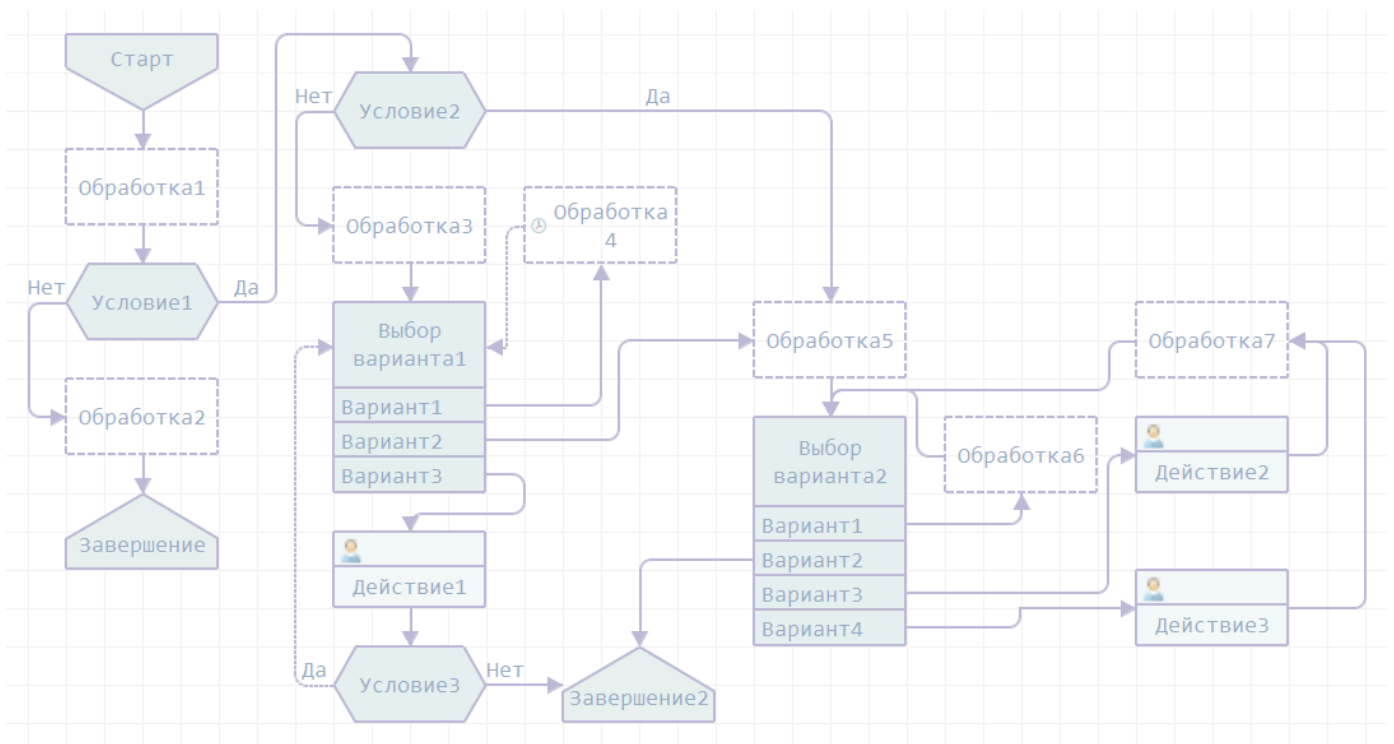 Старт
Обработка1
Нет
Условие1
Да
Обработка2
Завершение
Нет
Условие2
Да
Обработка3
Обработка
4
Выбор
варианта1
Вариант1
Вариант2
Вариант3
Действие1
Да
Условие3
Нет
Завершение2
Обработка5
Выбор
варианта2
Вариант1
Вариант2
Вариант3
Вариант4
Обработка6
Обработка7
Действие2
Действие3